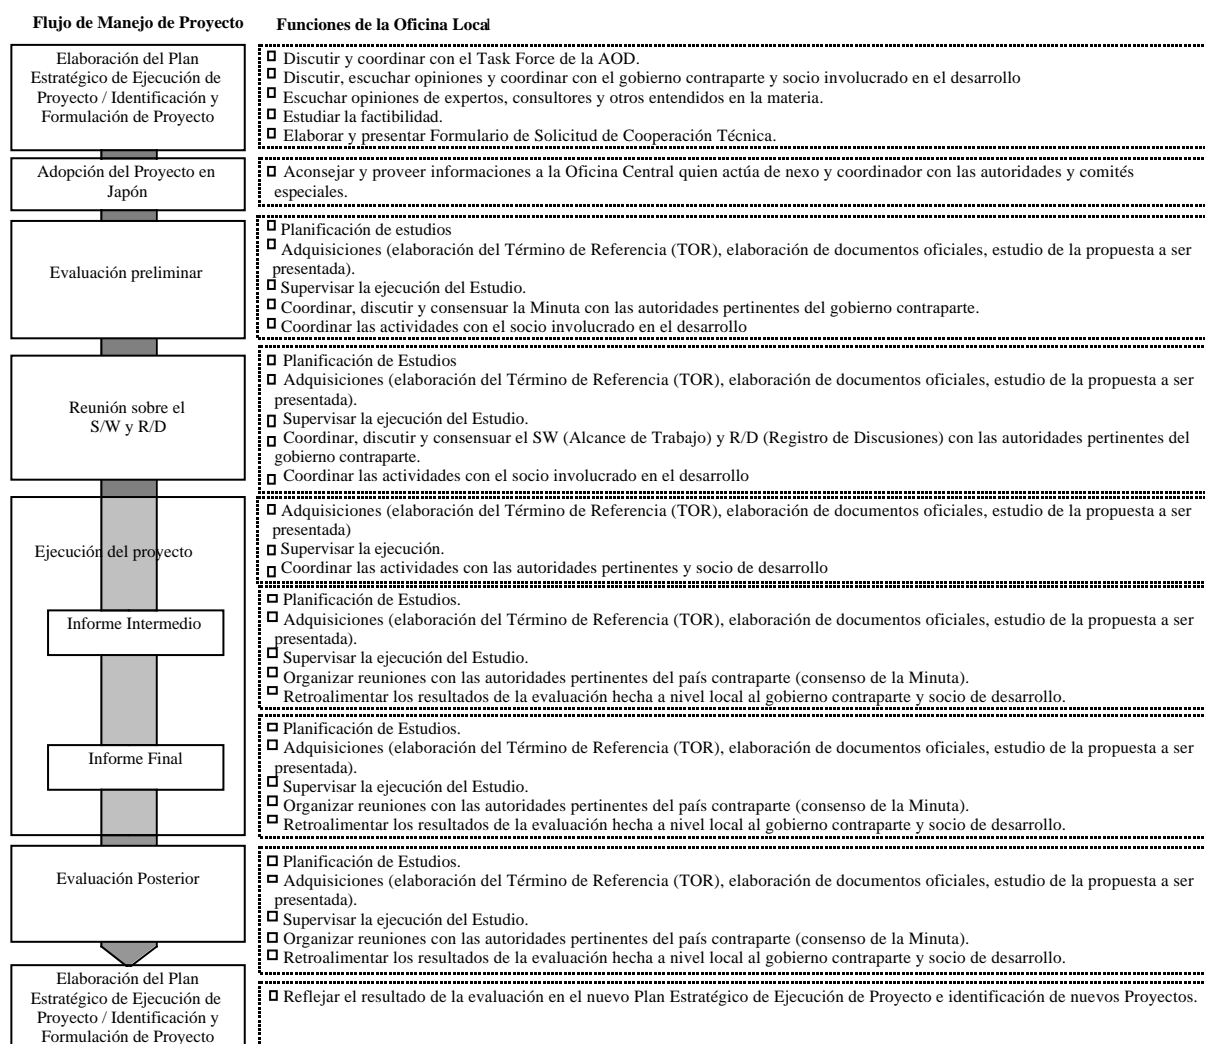 Flujo de Manejo de Proyecto
Funciones de la Oficina Local
Elaboración del Plan
Estratégico de Ejecución de
Proyecto / Identificación y
Formulación de Proyecto
Discutir y coordinar con el Task Force de la AOD.
Discutir, escuchar opiniones y coordinar con el gobierno contraparte y socio involucrado en el desarrollo
Escuchar opiniones de expertos, consultores y otros entendidos en la materia.
Estudiar la factibilidad.
Elaborar y presentar Formulario de Solicitud de Cooperación Técnica.
Adopción del Proyecto en
Japón
Aconsejar y proveer informaciones a la Oficina Central quien actúa de nexo y coordinador con las autoridades y comités
especiales.
Evaluación preliminar
Planificación de estudios
Adquisiciones (elaboración del Término de Referencia (TOR), elaboración de documentos oficiales, estudio de la propuesta a ser
presentada).
Supervisar la ejecución del Estudio.
Coordinar, discutir y consensuar la Minuta con las autoridades pertinentes del gobierno contraparte.
Coordinar las actividades con el socio involucrado en el desarrollo
Reunión sobre el
S/W y R/D
Planificación de Estudios
Adquisiciones (elaboración del Término de Referencia (TOR), elaboración de documentos oficiales, estudio de la propuesta a ser
presentada).
Supervisar la ejecución del Estudio.
Coordinar, discutir y consensuar el SW (Alcance de Trabajo) y R/D (Registro de Discusiones) con las autoridades pertinentes del
gobierno contraparte.
Coordinar las actividades con el socio involucrado en el desarrollo
Ejecución del proyecto
Adquisiciones (elaboración del Término de Referencia (TOR), elaboración de documentos oficiales, estudio de la propuesta a ser
presentada)
Supervisar la ejecución.
Coordinar las actividades con las autoridades pertinentes y socio de desarrollo
Informe Intermedio
Planificación de Estudios.
Adquisiciones (elaboración del Término de Referencia (TOR), elaboración de documentos oficiales, estudio de la propuesta a ser
presentada).
Supervisar la ejecución del Estudio.
Organizar reuniones con las autoridades pertinentes del país contraparte (consenso de la Minuta).
Retroalimentar los resultados de la evaluación hecha a nivel local al gobierno contraparte y socio de desarrollo.
Informe Final
Planificación de Estudios.
Adquisiciones (elaboración del Término de Referencia (TOR), elaboración de documentos oficiales, estudio de la propuesta a ser
presentada).
Supervisar la ejecución del Estudio.
Organizar reuniones con las autoridades pertinentes del país contraparte (consenso de la Minuta).
Retroalimentar los resultados de la evaluación hecha a nivel local al gobierno contraparte y socio de desarrollo.
Evaluación Posterior
Planificación de Estudios.
Adquisiciones (elaboración del Término de Referencia (TOR), elaboración de documentos oficiales, estudio de la propuesta a ser
presentada).
Supervisar la ejecución del Estudio.
Organizar reuniones con las autoridades pertinentes del país contraparte (consenso de la Minuta).
Retroalimentar los resultados de la evaluación hecha a nivel local al gobierno contraparte y socio de desarrollo.
Elaboración del Plan
Estratégico de Ejecución de
Proyecto / Identificación y
Formulación de Proyecto
Reflejar el resultado de la evaluación en el nuevo Plan Estratégico de Ejecución de Proyecto e identificación de nuevos Proyectos.